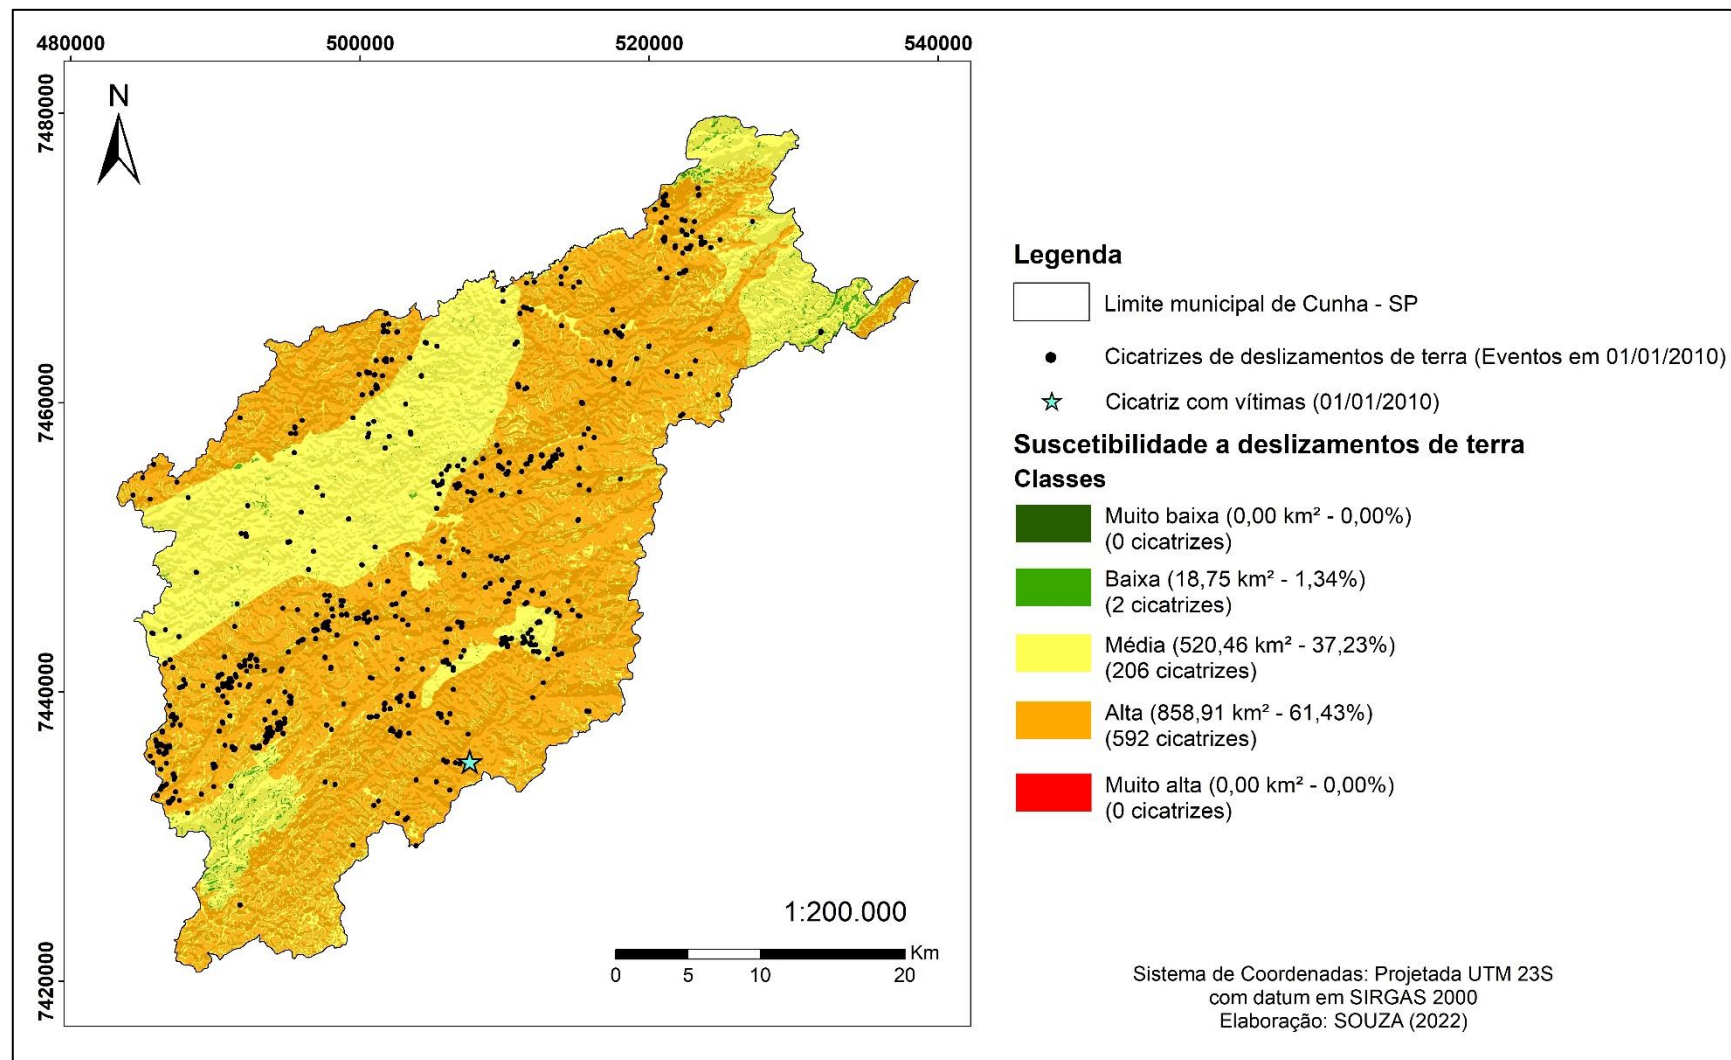 480000
500000
520000
540000
7480000
7460000
7440000
7420000
N
1:200.000
Km
0
5
10
20
Legenda
Limite municipal de Cunha - SP
Cicatrizes de deslizamentos de terra (Eventos em 01/01/2010)
Cicatriz com vítimas (01/01/2010)
Suscetibilidade a deslizamentos de terra
Classes
Muito baixa (0,00 km² - 0,00%)
(0 cicatrizes)
Baixa (18,75 km² - 1,34%)
(2 cicatrizes)
Média (520,46 km² - 37,23%)
(206 cicatrizes)
Alta (858,91 km² - 61,43%)
(592 cicatrizes)
Muito alta (0,00 km² - 0,00%)
(0 cicatrizes)
Sistema de Coordenadas: Projetada UTM 23S
com datum em SIRGAS 2000
Elaboração: SOUZA (2022)